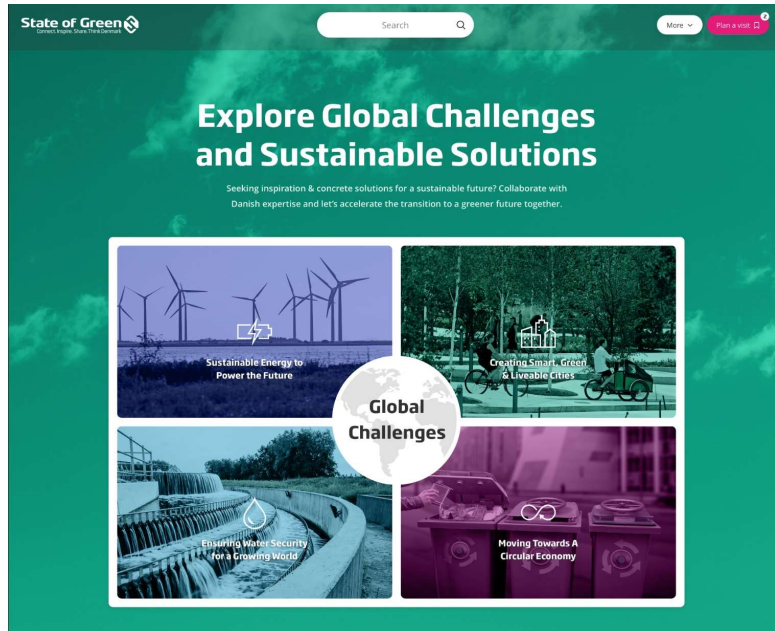 State of Green
Connect. Inspire. Share. Think Denmark
Search
More
Plan a visit
2
Explore Global Challenges
and Sustainable Solutions
Seeking inspiration & concrete solutions for a sustainable future? Collaborate with
Danish expertise and let's accelerate the transition to a greener future together.
Sustainable Energy to
Power the Future
Creating Smart, Green
& Liveable Cities
Global
Challenges
Ensuring Water Security
for a Growing World
Moving Towards A
Circular Economy